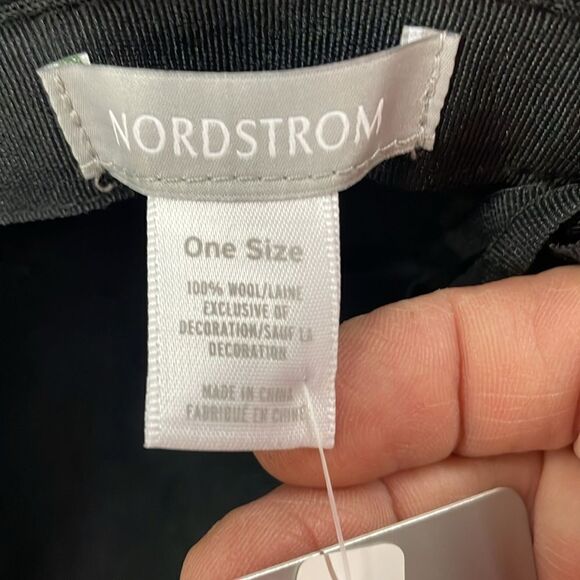 NORDSTROM
One Size
100% WOOL/LAINE
EXCLUSIVE OF
DECORATION/SAUF LA
DECORATION
MADE IN CHINA
FABRIQUÉ EN CHINE